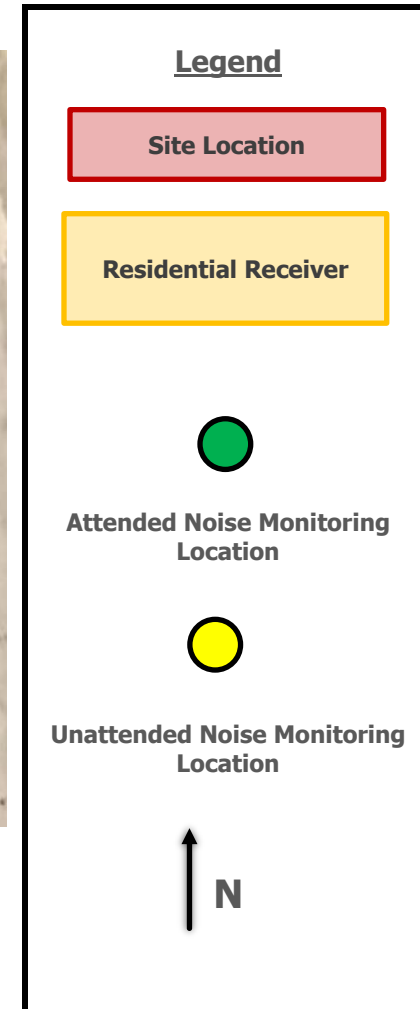 Legend
Site Location
Residential Receiver
Attended Noise Monitoring
Location
Unattended Noise Monitoring
Location
N